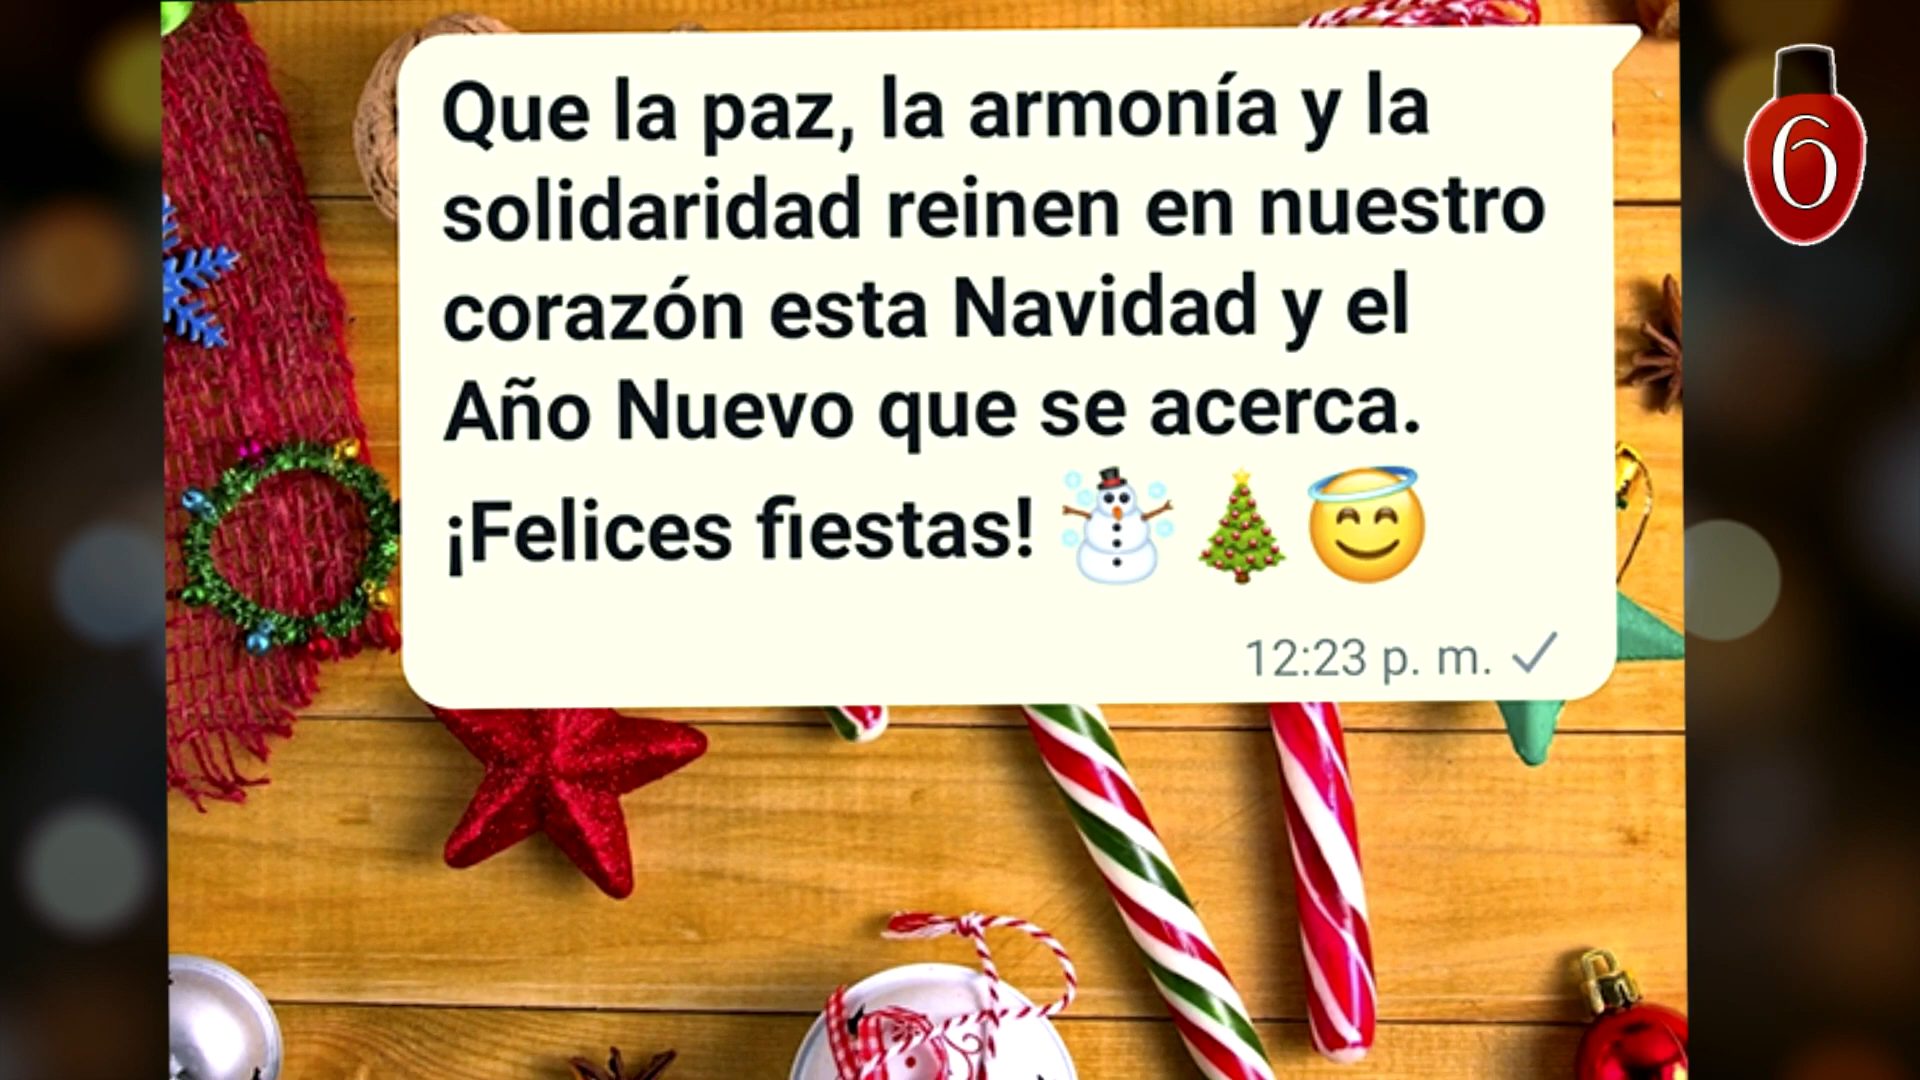 Que la paz, la armonía y la
solidaridad reinen en nuestro
corazón esta Navidad y el
Año Nuevo que se acerca.
¡Felices fiestas! ☃️🎄😇
12:23 p. m. ✓
6